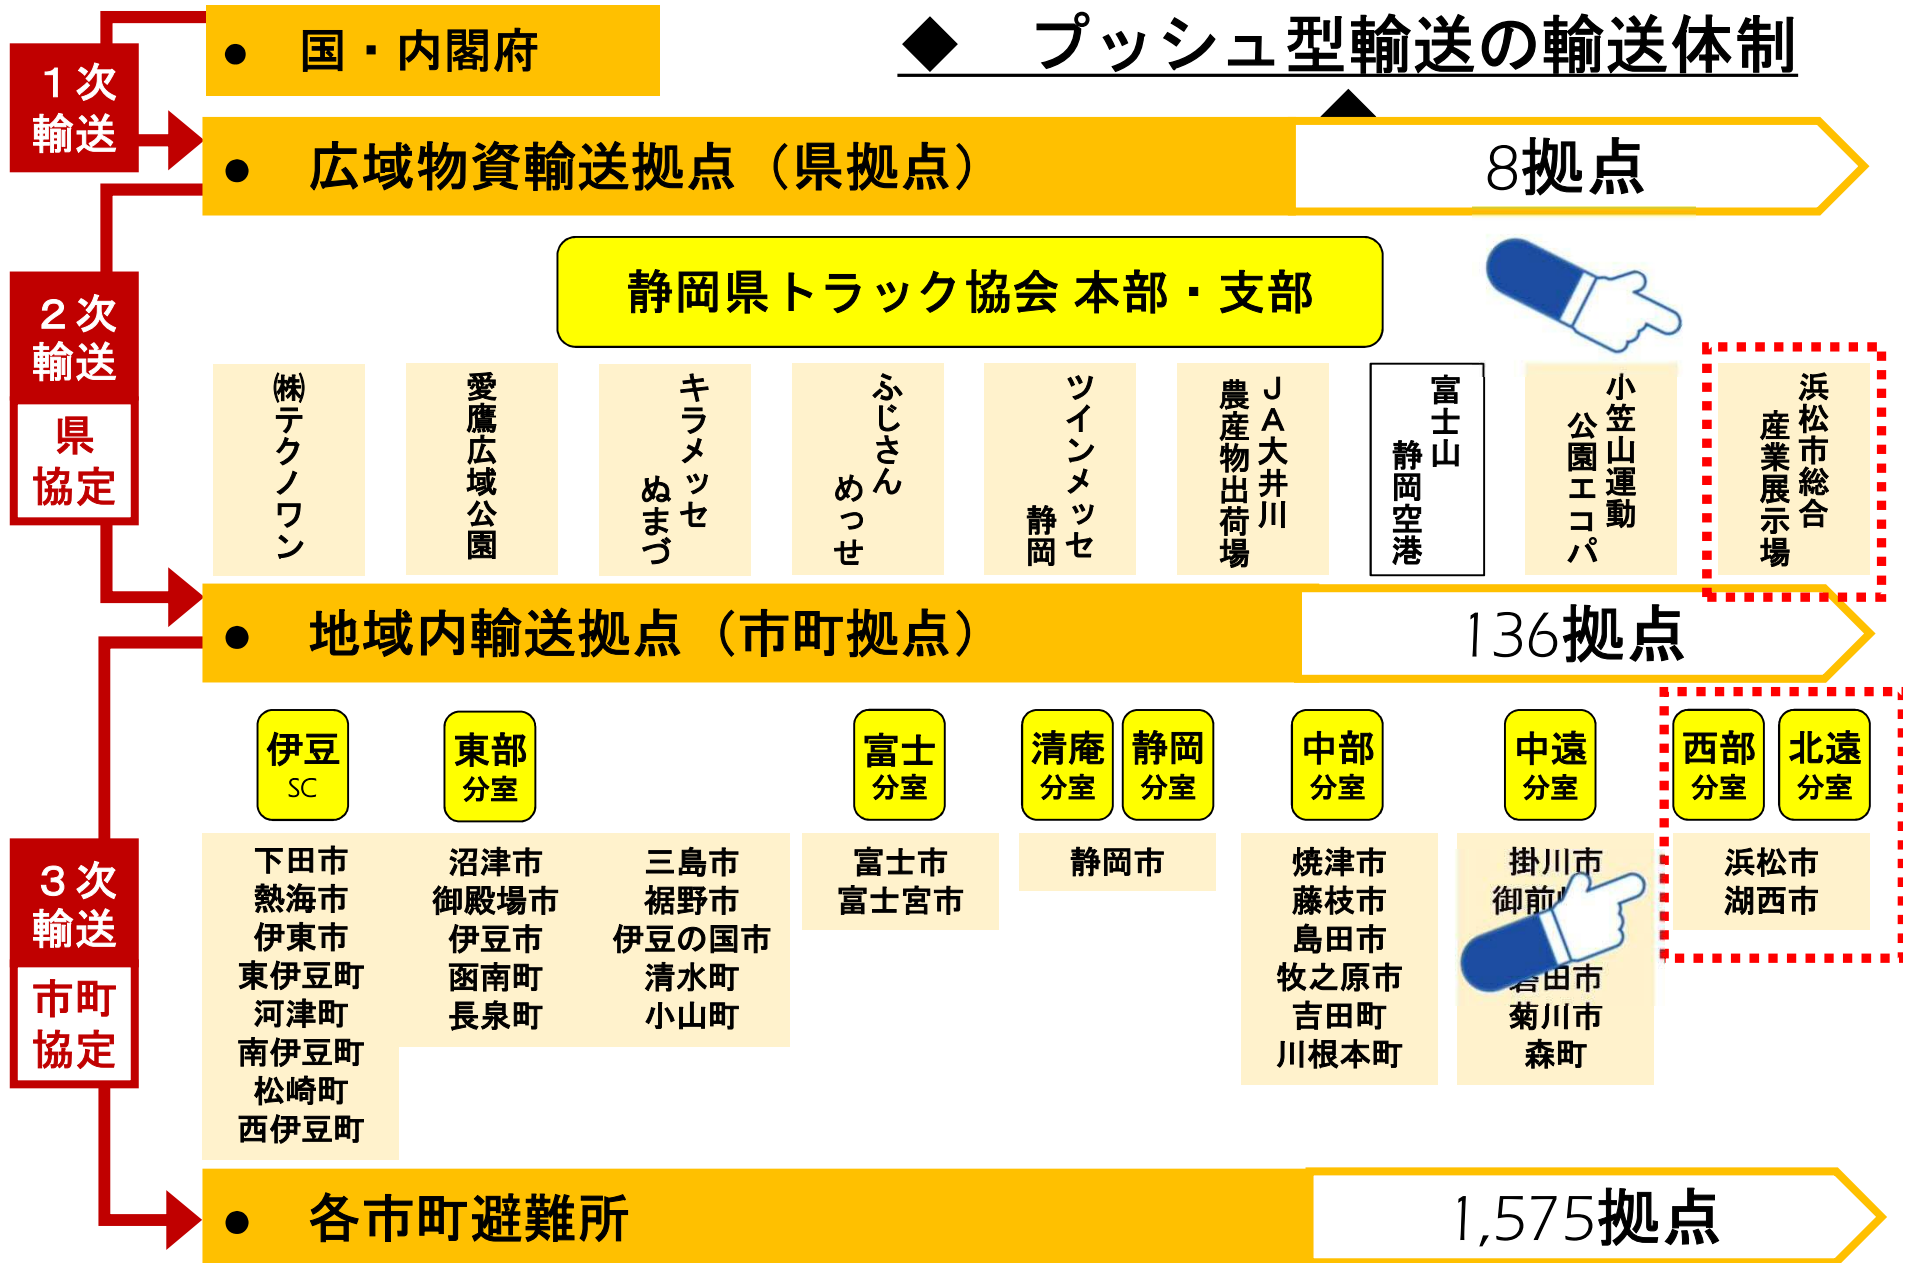 ◆ プッシュ型輸送の輸送体制
● 国・内閣府
１次
輸送
● 広域物資輸送拠点（県拠点）
8拠点
静岡県トラック協会 本部・支部
２次
輸送
県
協定
㈱テクノワン
愛鷹広域公園
キラメッセ
ぬまづ
ふじさん
めっせ
ツインメッセ
静岡
ＪＡ大井川
農産物出荷場
富士山
静岡空港
小笠山運動
公園エコパ
浜松市総合
産業展示場
● 地域内輸送拠点（市町拠点）
136拠点
伊豆
SC
東部
分室
富士
分室
清庵
分室
静岡
分室
中部
分室
中遠
分室
西部
分室
北遠
分室
３次
輸送
市町
協定
下田市
熱海市
伊東市
東伊豆町
河津町
南伊豆町
松崎町
西伊豆町
沼津市
御殿場市
伊豆市
函南町
長泉町
三島市
裾野市
伊豆の国市
清水町
小山町
富士市
富士宮市
静岡市
焼津市
藤枝市
島田市
牧之原市
吉田町
川根本町
掛川市
御前
磐田市
菊川市
森町
浜松市
湖西市
● 各市町避難所
1,575拠点